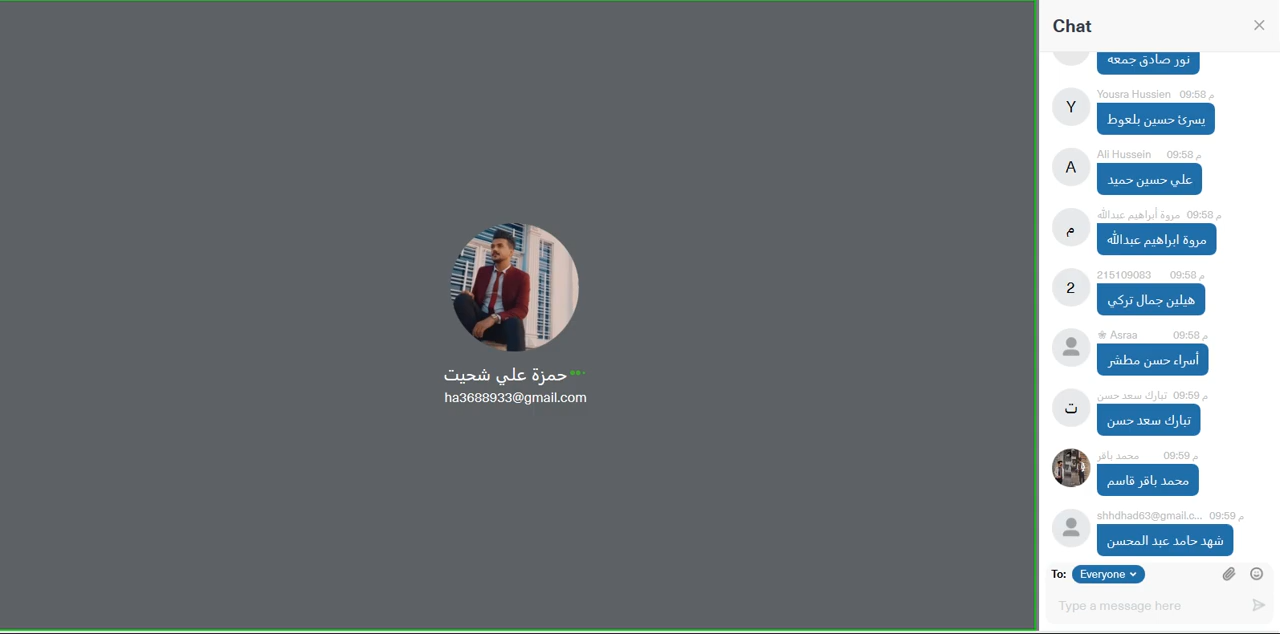 Chat
نور صادق جمعه
Y
Yousra Hussien 09:58 م
يسرئ حسين بلعوط
A
Ali Hussein 09:58 م
علي حسين حميد
م
مروة أبراهيم عبدالله 09:58 م
مروة ابراهيم عبدالله
2
215109083 09:58 م
هيلين جمال تركي
❀ Asraa 09:58 م
أسراء حسن مطشر
ت
تبارك سعد حسن 09:59 م
تبارك سعد حسن
محمد باقر 09:59 م
محمد باقر قاسم
shhdhad63@gmail.c... 09:59 م
شهد حامد عبد المحسن
To: Everyone
Type a message here
حمزة علي شحيت
ha3688933@gmail.com